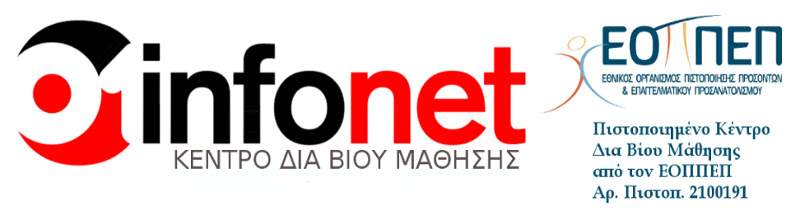 infonet
ΚΕΝΤΡΟ ΔΙΑ ΒΙΟΥ ΜΑΘΗΣΗΣ
ΕΟΠΠΕΠ
ΕΘΝΙΚΟΣ ΟΡΓΑΝΙΣΜΟΣ ΠΙΣΤΟΠΟΙΗΣΗΣ ΠΡΟΣΟΝΤΩΝ
& ΕΠΑΓΓΕΛΜΑΤΙΚΟΥ ΠΡΟΣΑΝΑΤΟΛΙΣΜΟΥ
Πιστοποιημένο Κέντρο
Δια Βίου Μάθησης
από τον ΕΟΠΠΕΠ
Αρ. Πιστοπ. 2100191